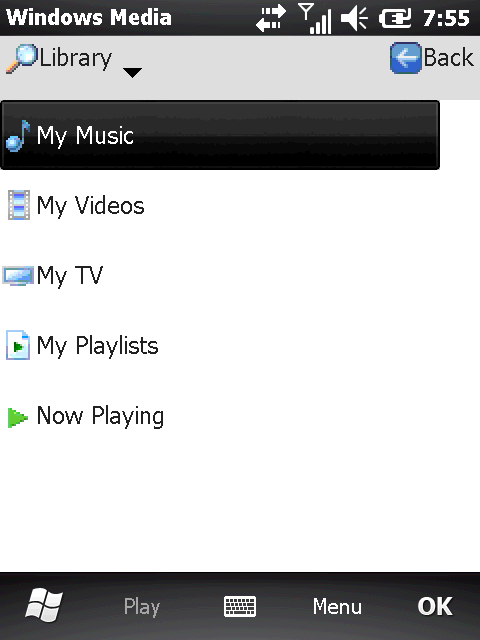 Windows Media 7:55
Library Back
My Music
My Videos
My TV
My Playlists
Now Playing
Play Menu OK